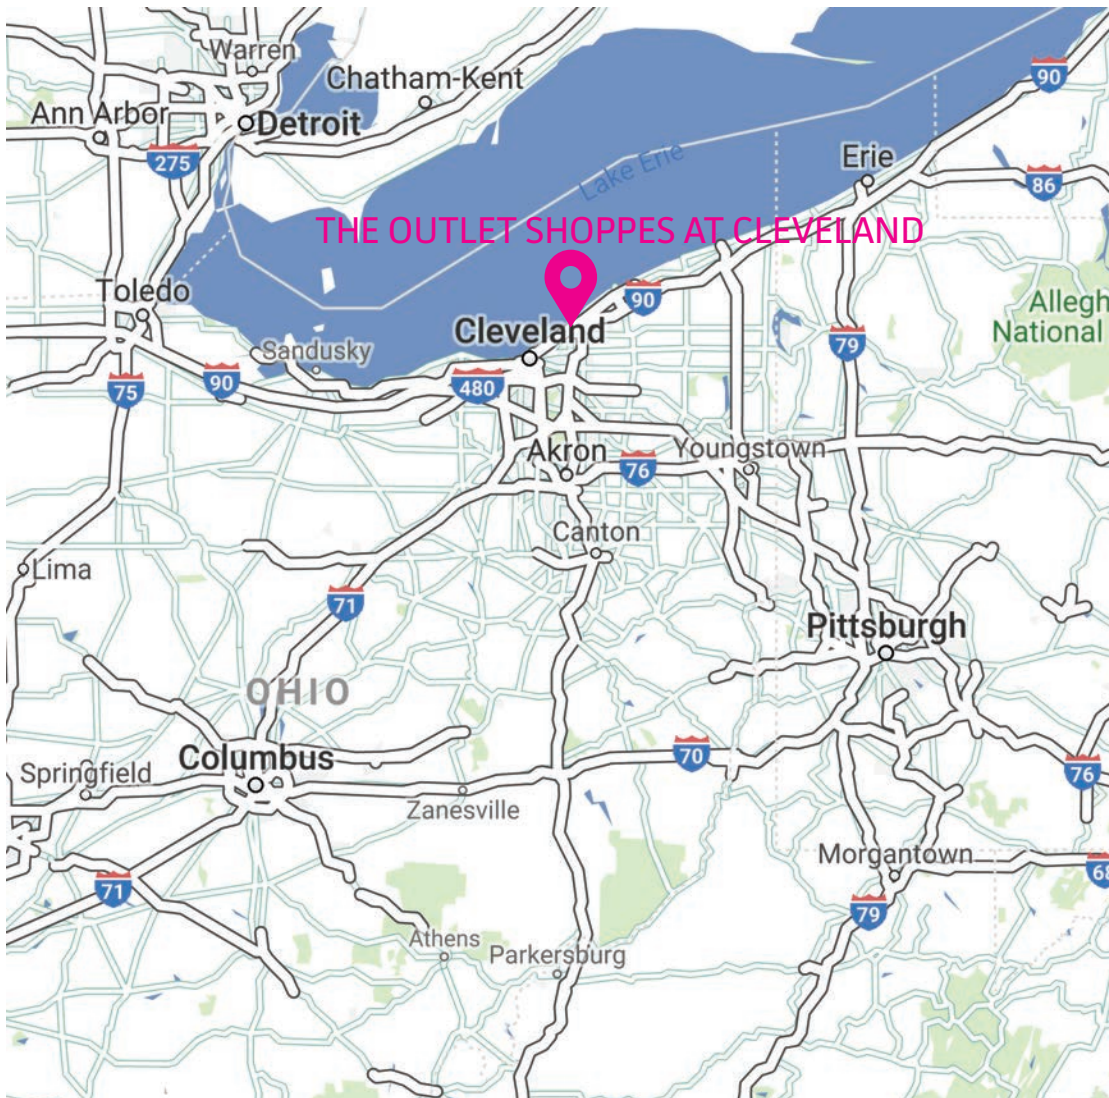 Warren
Chatham-Kent
90
Ann Arbor
Detroit
275
Lake Erie
Erie
86
THE OUTLET SHOPPES AT CLEVELAND
Toledo
90
Allegh
National
Cleveland
79
Sandusky
75
90
480
Akron
76
Youngstown
Canton
Lima
71
Pittsburgh
OHIO
Columbus
70
Springfield
76
Zanesville
Morgantown
68
71
79
Athens
Parkersburg